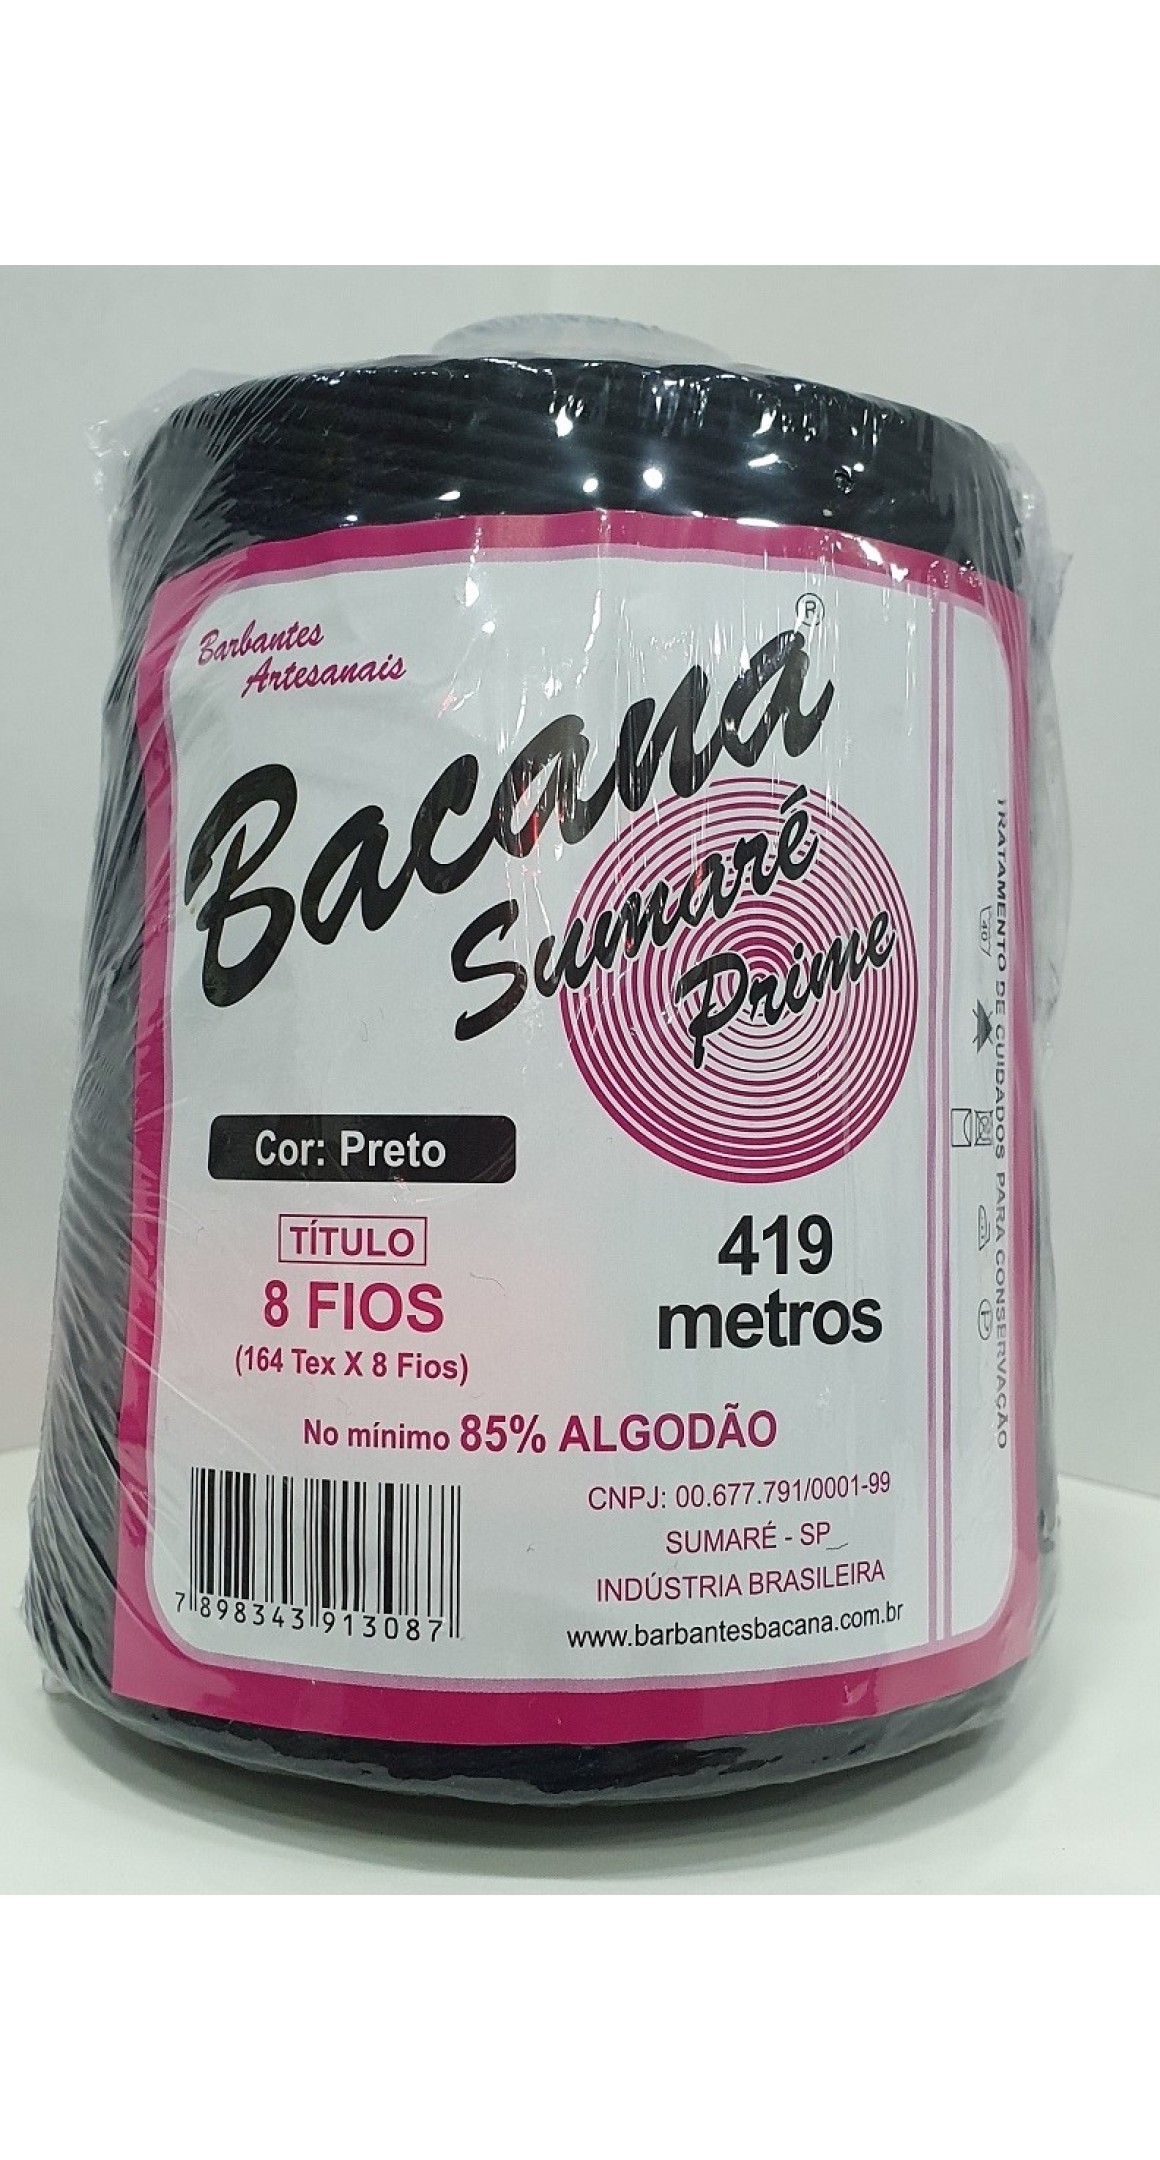 Barbantes
Artesanais
Bacana®
Sumaré
Prime
Cor: Preto
TÍTULO
8 FIOS
(164 Tex X 8 Fios)
419
metros
No mínimo 85% ALGODÃO
7 898343 913087
CNPJ: 00.677.791/0001-99
SUMARÉ - SP
INDÚSTRIA BRASILEIRA
www.barbantesbacana.com.br
TRATAMENTO DE CUIDADOS PARA CONSERVAÇÃO
40
P